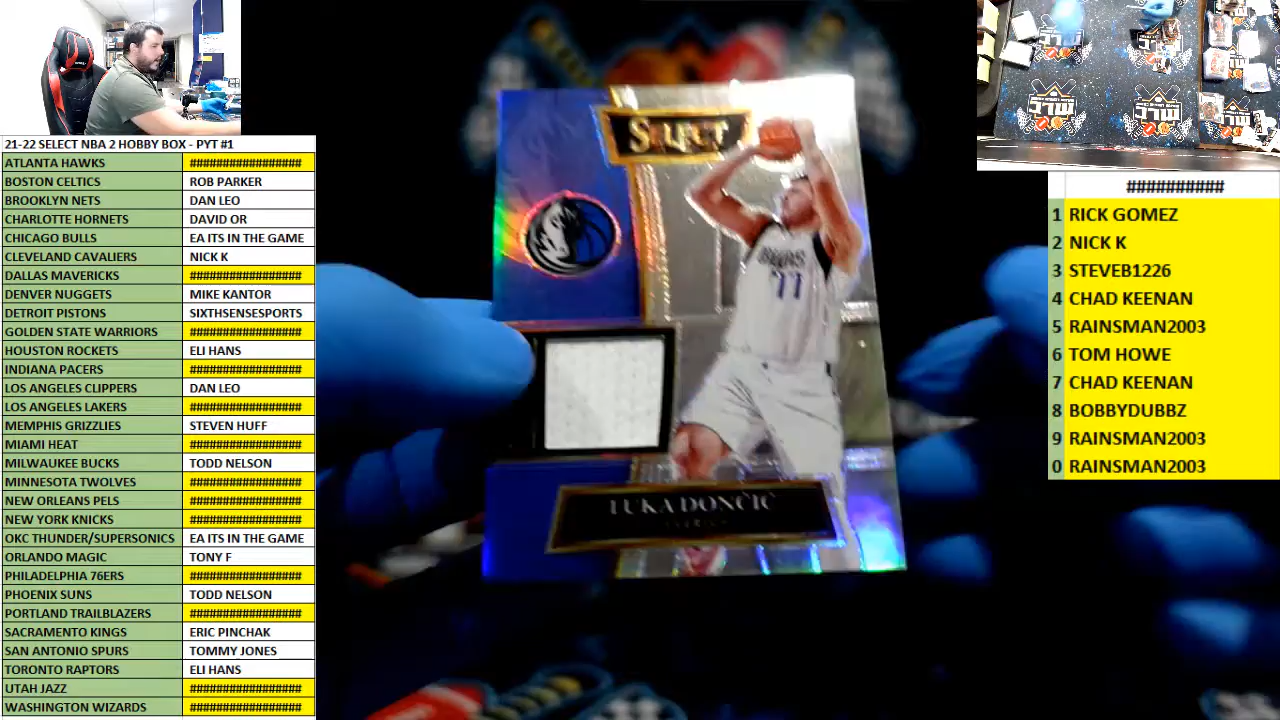 21-22 SELECT NBA 2 HOBBY BOX - PYT #1
ATLANTA HAWKS #################
BOSTON CELTICS ROB PARKER
BROOKLYN NETS DAN LEO
CHARLOTTE HORNETS DAVID OR
CHICAGO BULLS EA ITS IN THE GAME
CLEVELAND CAVALIERS NICK K
DALLAS MAVERICKS #################
DENVER NUGGETS MIKE KANTOR
DETROIT PISTONS SIXTHSENSESPORTS
GOLDEN STATE WARRIORS #################
HOUSTON ROCKETS ELI HANS
INDIANA PACERS #################
LOS ANGELES CLIPPERS DAN LEO
LOS ANGELES LAKERS #################
MEMPHIS GRIZZLIES STEVEN HUFF
MIAMI HEAT #################
MILWAUKEE BUCKS TODD NELSON
MINNESOTA TWOLVES #################
NEW ORLEANS PELS #################
NEW YORK KNICKS #################
OKC THUNDER/SUPERSONICS EA ITS IN THE GAME
ORLANDO MAGIC TONY F
PHILADELPHIA 76ERS #################
PHOENIX SUNS TODD NELSON
PORTLAND TRAILBLAZERS #################
SACRAMENTO KINGS ERIC PINCHAK
SAN ANTONIO SPURS TOMMY JONES
TORONTO RAPTORS ELI HANS
UTAH JAZZ #################
WASHINGTON WIZARDS #################
SELECT
77
LUKA DONČIĆ
##########
1 RICK GOMEZ
2 NICK K
3 STEVEB1226
4 CHAD KEENAN
5 RAINSMAN2003
6 TOM HOWE
7 CHAD KEENAN
8 BOBBYDUBBZ
9 RAINSMAN2003
0 RAINSMAN2003